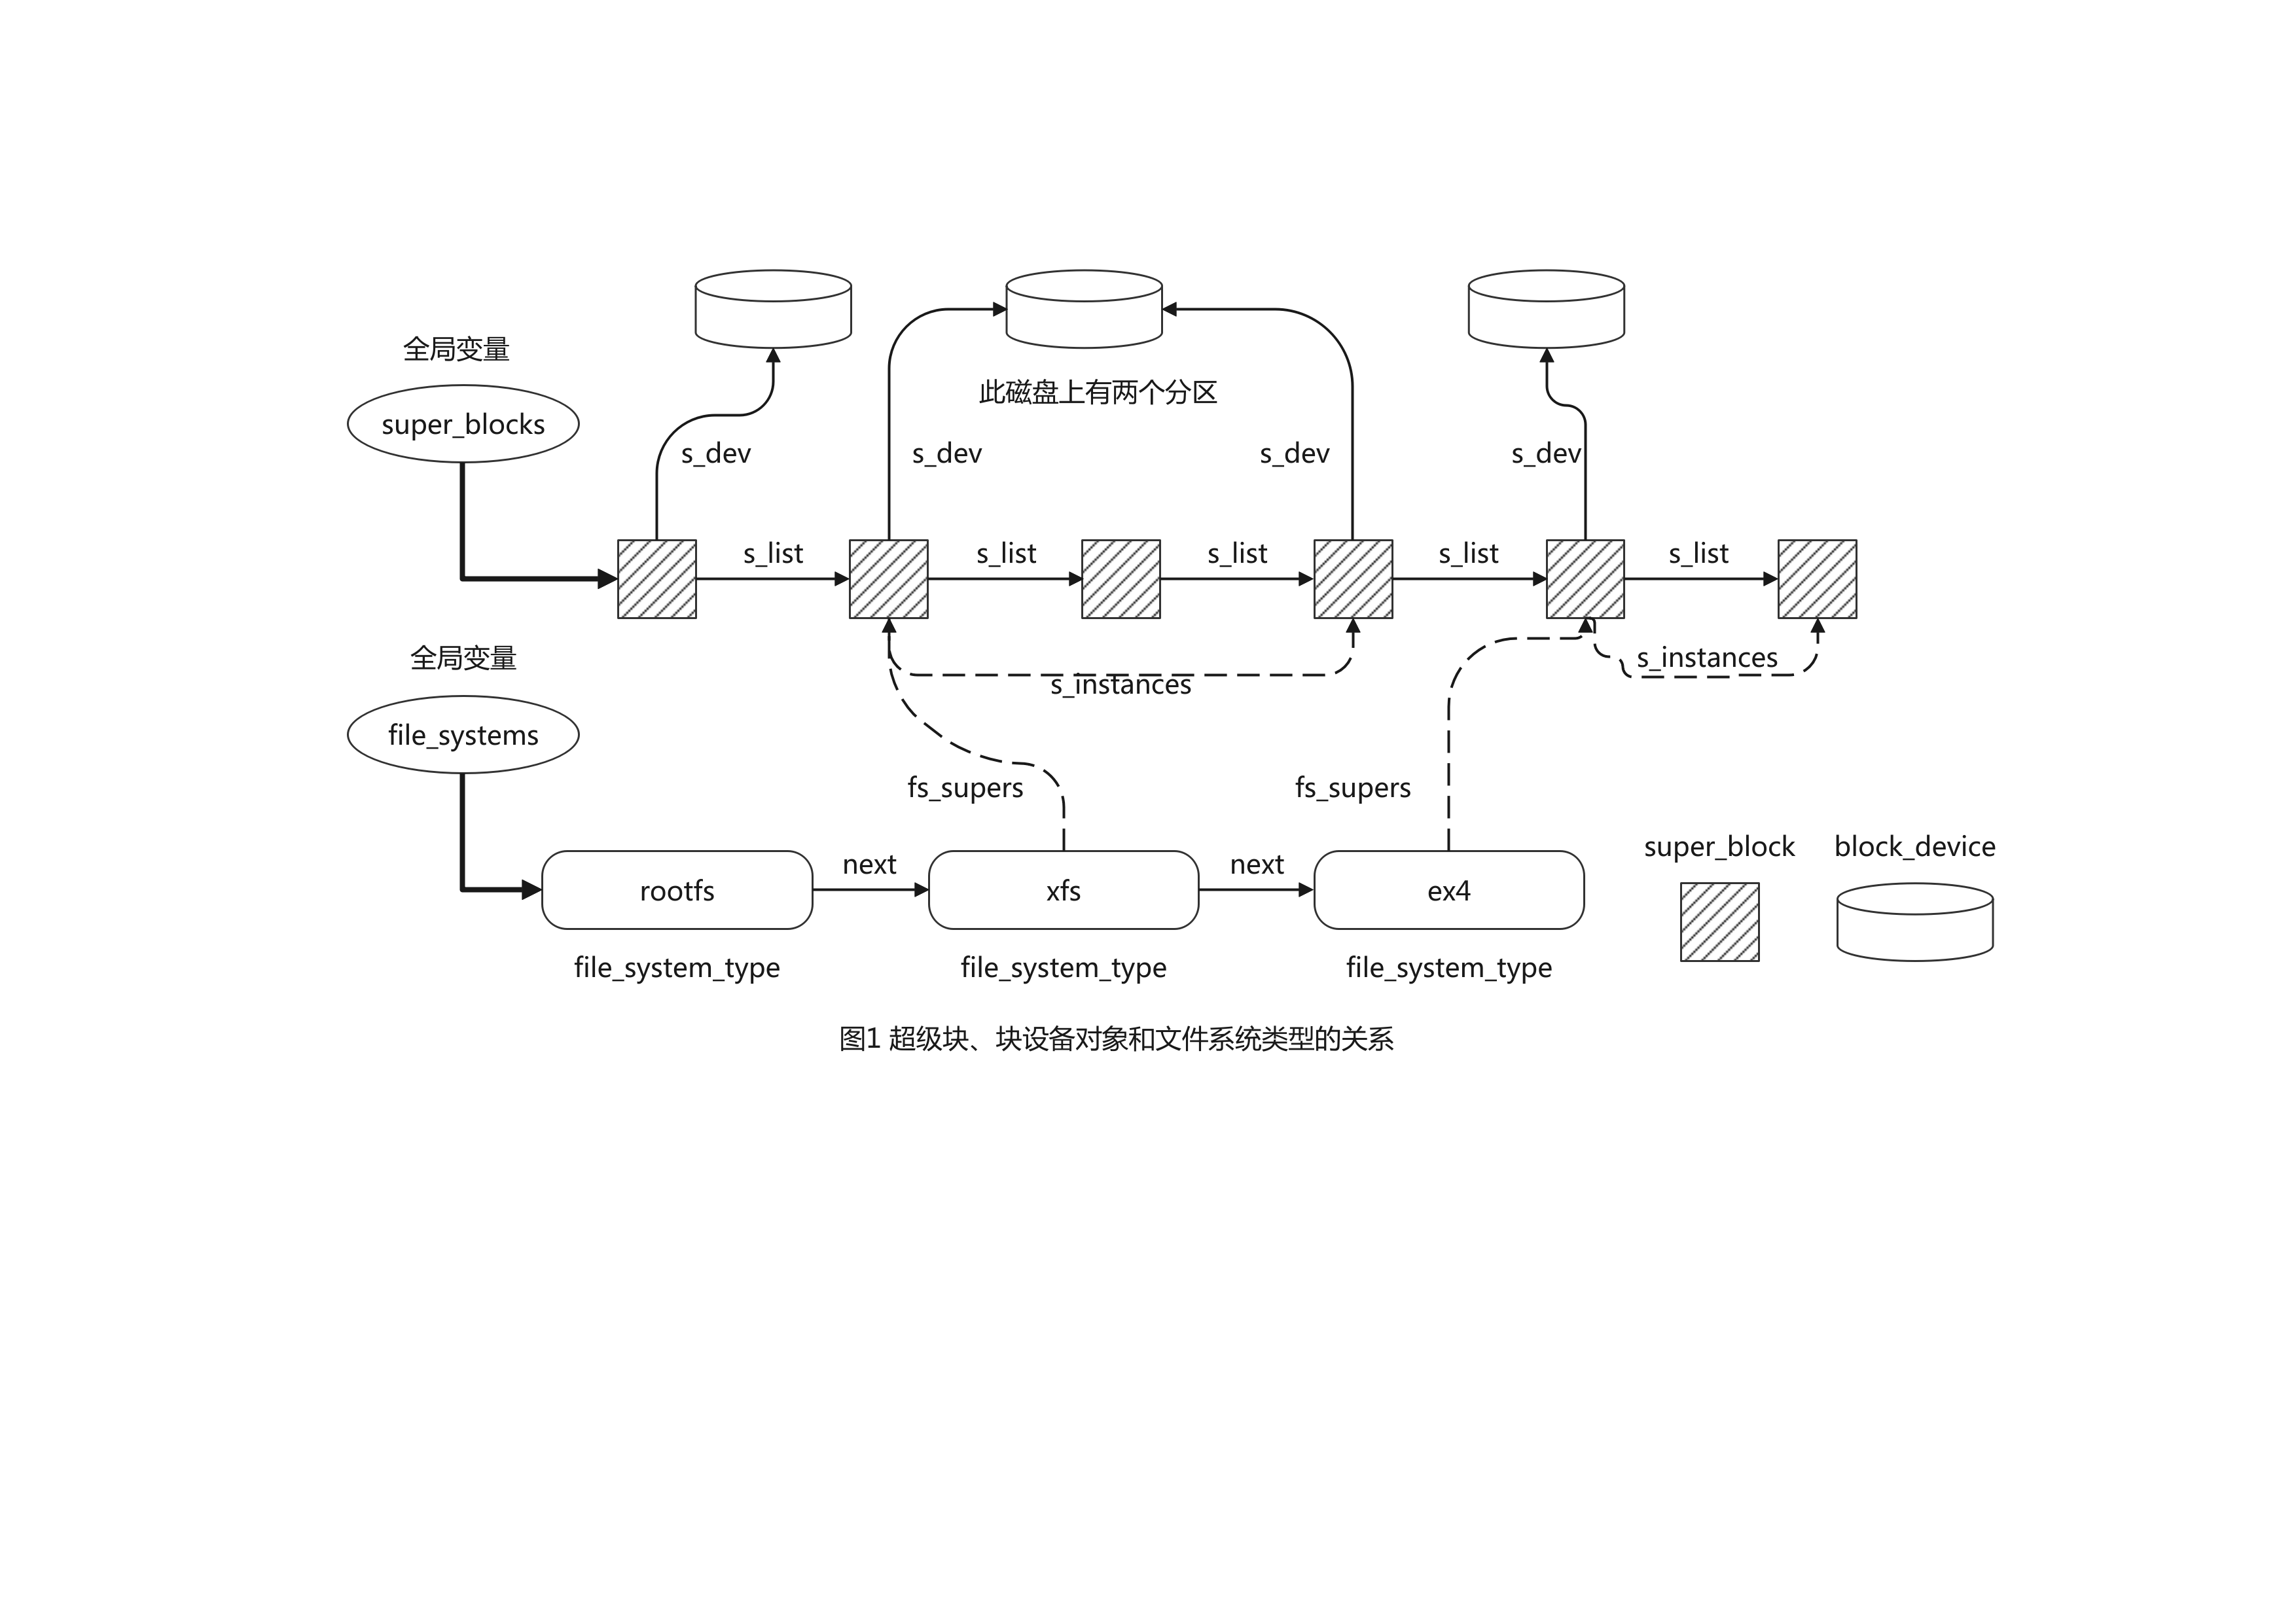 全局变量
super_blocks
此磁盘上有两个分区
s_dev
s_dev
s_dev
s_dev
s_list
s_list
s_list
s_list
s_list
全局变量
s_instances
s_instances
file_systems
fs_supers
fs_supers
super_block
block_device
next
next
rootfs
xfs
ex4
file_system_type
file_system_type
file_system_type
图1 超级块、块设备对象和文件系统类型的关系